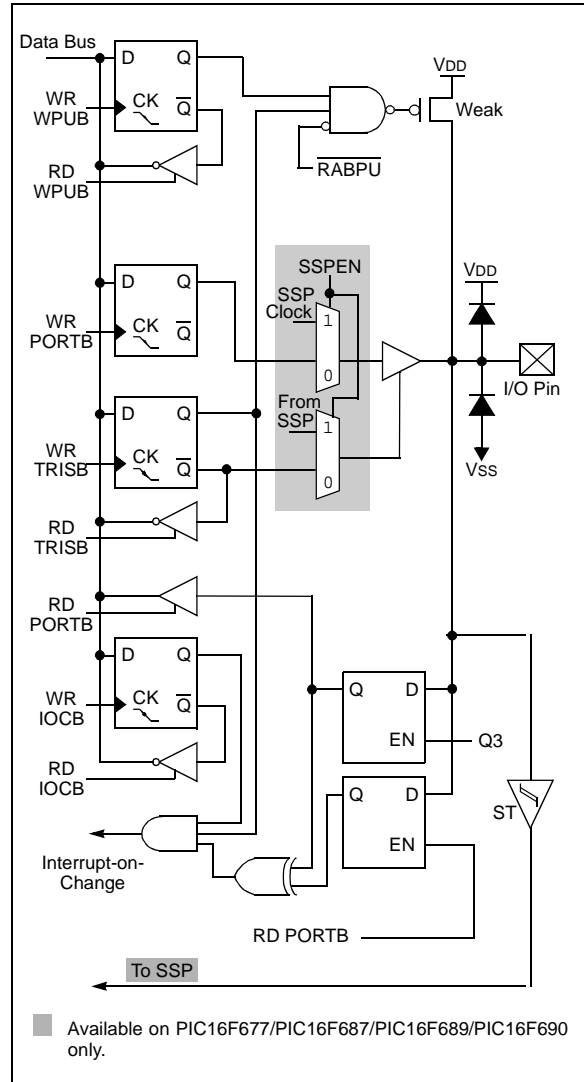 Data Bus
D Q
VDD
WR
WPUB
CK Q
Weak
RD
WPUB
RABPU
SSPEN
D Q
SSP
Clock
1
VDD
WR
PORTB
CK Q
0
I/O Pin
From
SSP
D Q
1
WR
TRISB
CK Q
0
VSS
RD
TRISB
RD
PORTB
D Q
Q D
WR
IOCB
CK Q
EN Q3
RD
IOCB
Q D
ST
EN
Interrupt-on-
Change
RD PORTB
To SSP
Available on PIC16F677/PIC16F687/PIC16F689/PIC16F690
only.